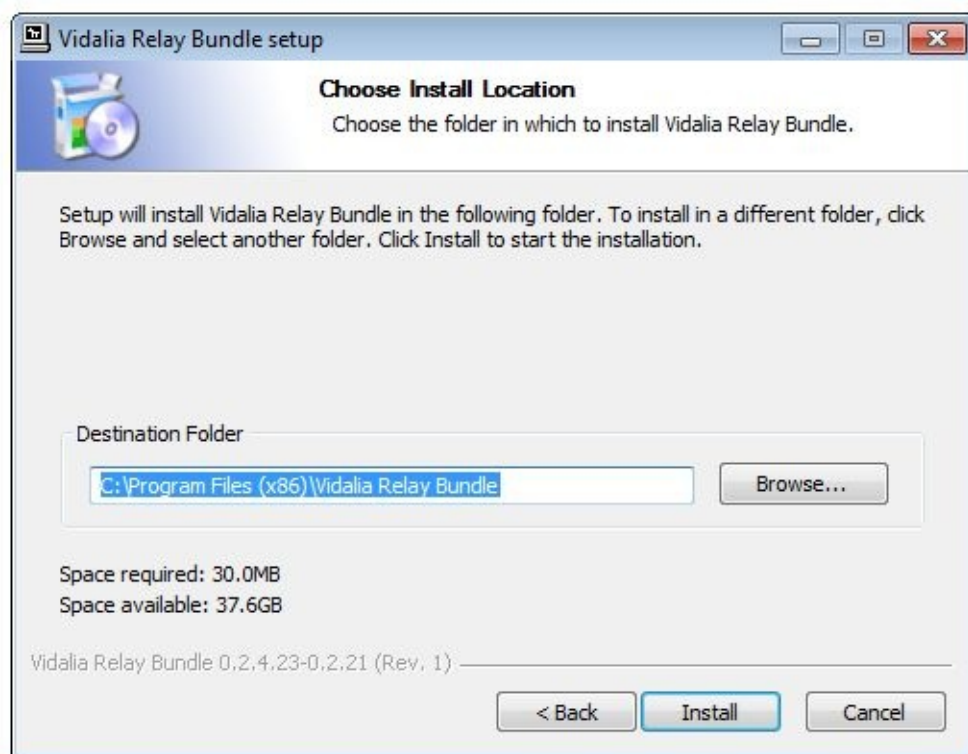 Vidalia Relay Bundle setup
Choose Install Location
Choose the folder in which to install Vidalia Relay Bundle.
Setup will install Vidalia Relay Bundle in the following folder. To install in a different folder, click
Browse and select another folder. Click Install to start the installation.
Destination Folder
C:\Program Files (x86)\Vidalia Relay Bundle
Browse...
Space required: 30.0MB
Space available: 37.6GB
Vidalia Relay Bundle 0.2.4.23-0.2.21 (Rev. 1)
< Back
Install
Cancel